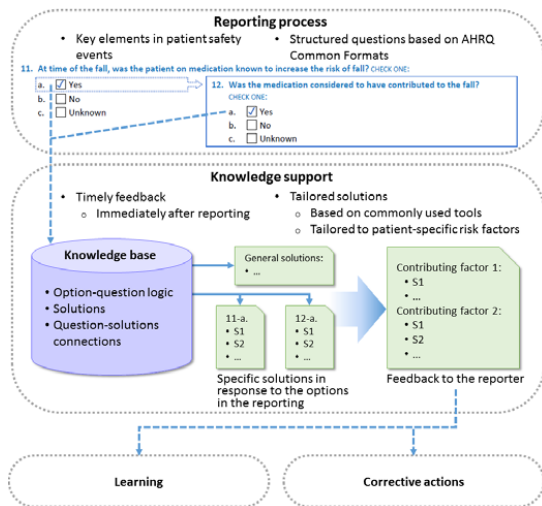 Reporting process
• Key elements in patient safety
events
• Structured questions based on AHRQ
Common Formats
11. At time of the fall, was the patient on medication known to increase the risk of fall? CHECK ONE:
a. Yes
b. No
c. Unknown
12. Was the medication considered to have contributed to the fall?
CHECK ONE:
a. Yes
b. No
c. Unknown
Knowledge support
• Timely feedback
o Immediately after reporting
• Tailored solutions
o Based on commonly used tools
o Tailored to patient-specific risk factors
Knowledge base
• Option-question logic
• Solutions
• Question-solutions
connections
General solutions:
• ...
11-a.
• S1
• S2
• ...
12-a.
• S1
• S2
• ...
Specific solutions in
response to the options
in the reporting
Contributing factor 1:
• S1
• ...
Contributing factor 2:
• S1
• S2
• ...
Feedback to the reporter
Learning
Corrective actions